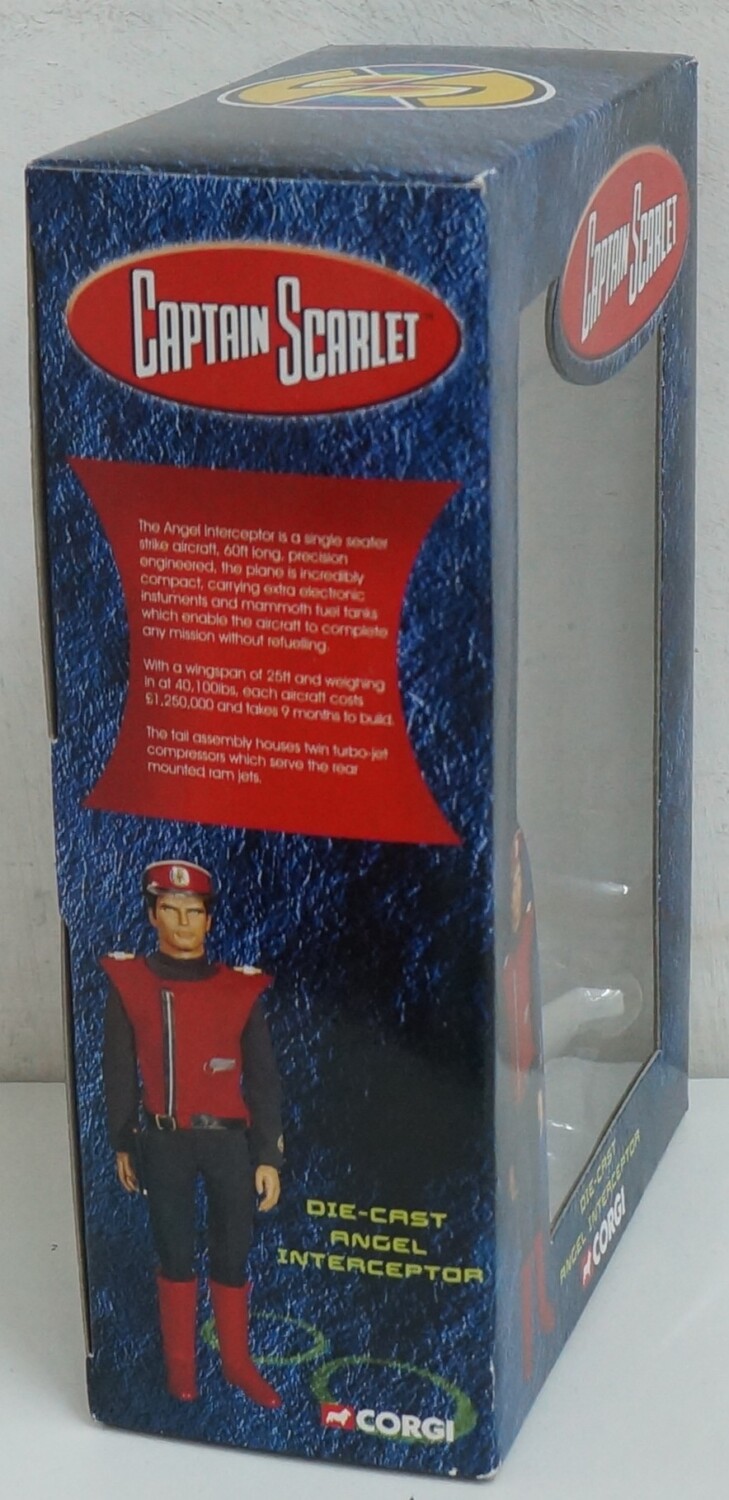 CAPTAIN SCARLET™
The Angel Interceptor is a single seater
strike aircraft, 60ft long, precision
engineered, the plane is incredibly
compact, carrying extra electronic
instuments and mammoth fuel tanks
which enable the aircraft to complete
any mission without refuelling.
With a wingspan of 25ft and weighing
in at 40,100lbs, each aircraft costs
£1,250,000 and takes 9 months to build.
The tail assembly houses twin turbo-jet
compressors which serve the rear
mounted ram jets.
DIE-CAST
ANGEL
INTERCEPTOR
CORGI
CAPTAIN SCARLET
DIE-CAST
ANGEL INTERCEPTOR
CORGI